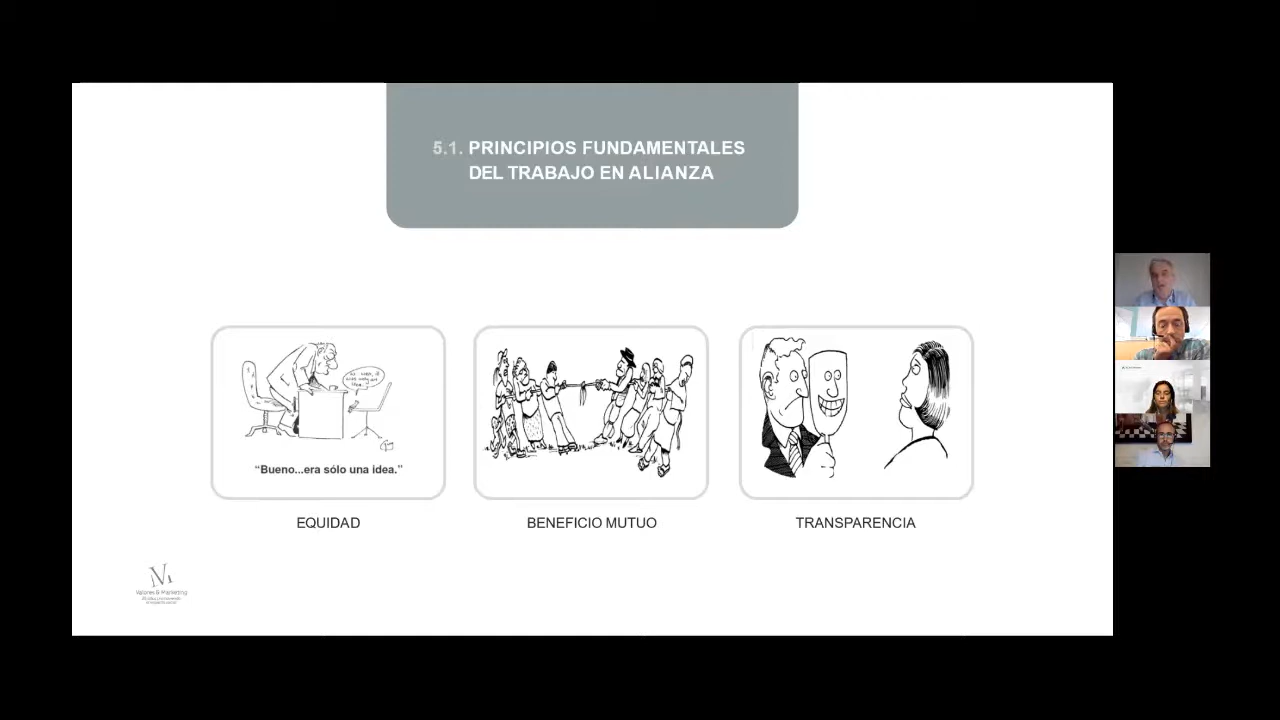 5.1. PRINCIPIOS FUNDAMENTALES
DEL TRABAJO EN ALIANZA
“Bueno...era sólo una idea.”
EQUIDAD
BENEFICIO MUTUO
TRANSPARENCIA
Valores & Marketing